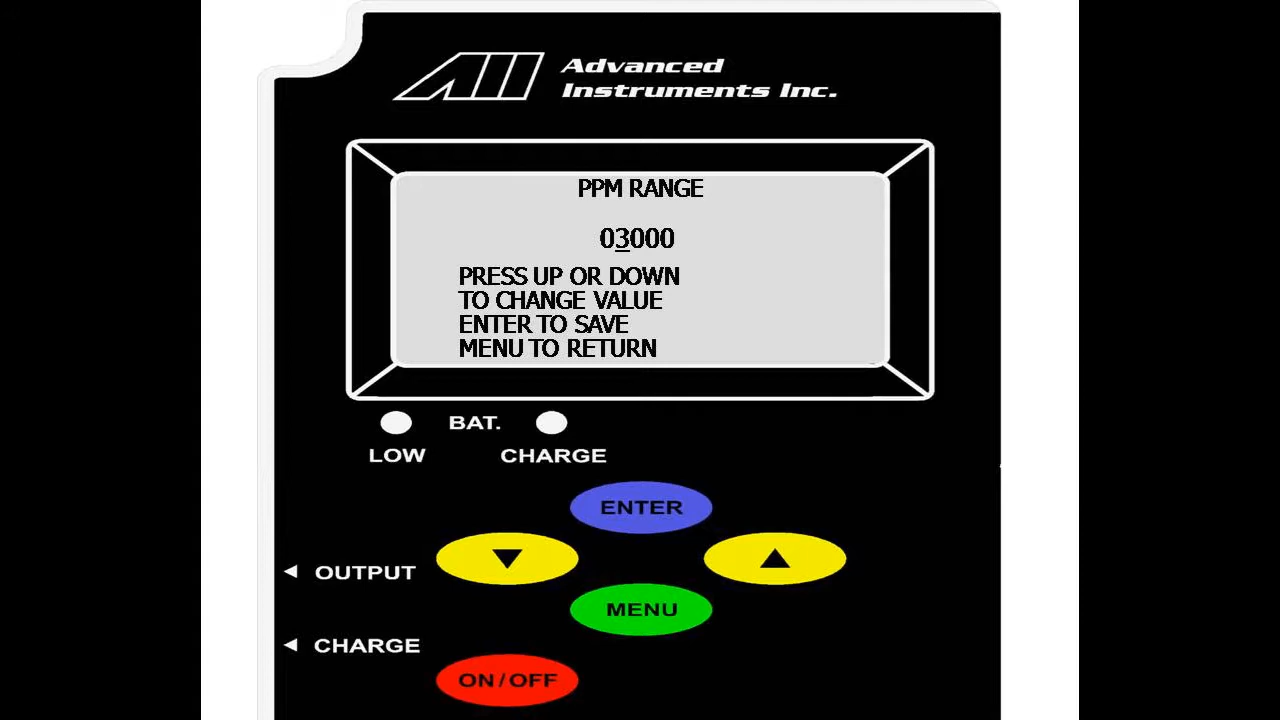 Advanced
Instruments Inc.
PPM RANGE
03000
PRESS UP OR DOWN
TO CHANGE VALUE
ENTER TO SAVE
MENU TO RETURN
BAT.
LOW CHARGE
ENTER
OUTPUT
MENU
CHARGE
ON/OFF